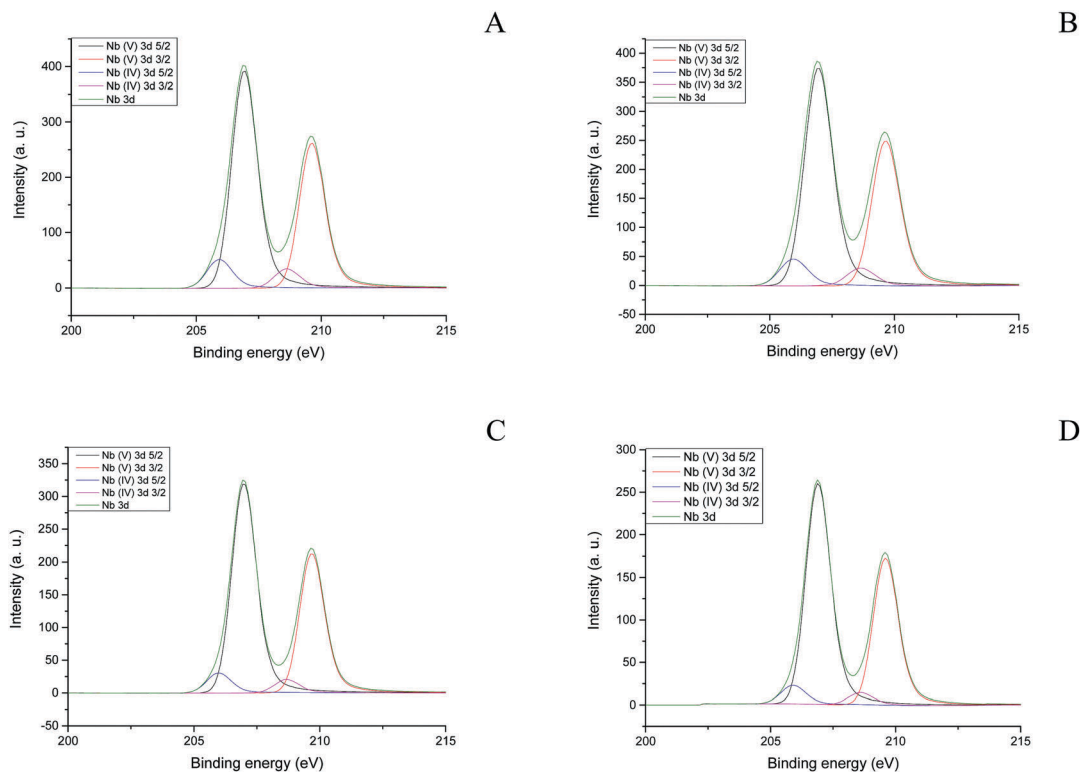 A
Nb (V) 3d 5/2
Nb (V) 3d 3/2
Nb (IV) 3d 5/2
Nb (IV) 3d 3/2
Nb 3d
400
300
200
100
0
Intensity (a. u.)
200
205
210
215
Binding energy (eV)
B
Nb (V) 3d 5/2
Nb (V) 3d 3/2
Nb (IV) 3d 5/2
Nb (IV) 3d 3/2
Nb 3d
400
350
300
250
200
150
100
50
0
-50
Intensity (a. u.)
200
205
210
215
Binding energy (eV)
C
Nb (V) 3d 5/2
Nb (V) 3d 3/2
Nb (IV) 3d 5/2
Nb (IV) 3d 3/2
Nb 3d
350
300
250
200
150
100
50
0
-50
Intensity (a. u.)
200
205
210
215
Binding energy (eV)
D
Nb (V) 3d 5/2
Nb (V) 3d 3/2
Nb (IV) 3d 5/2
Nb (IV) 3d 3/2
Nb 3d
300
250
200
150
100
50
0
Intensity (a. u.)
200
205
210
215
Binding energy (eV)